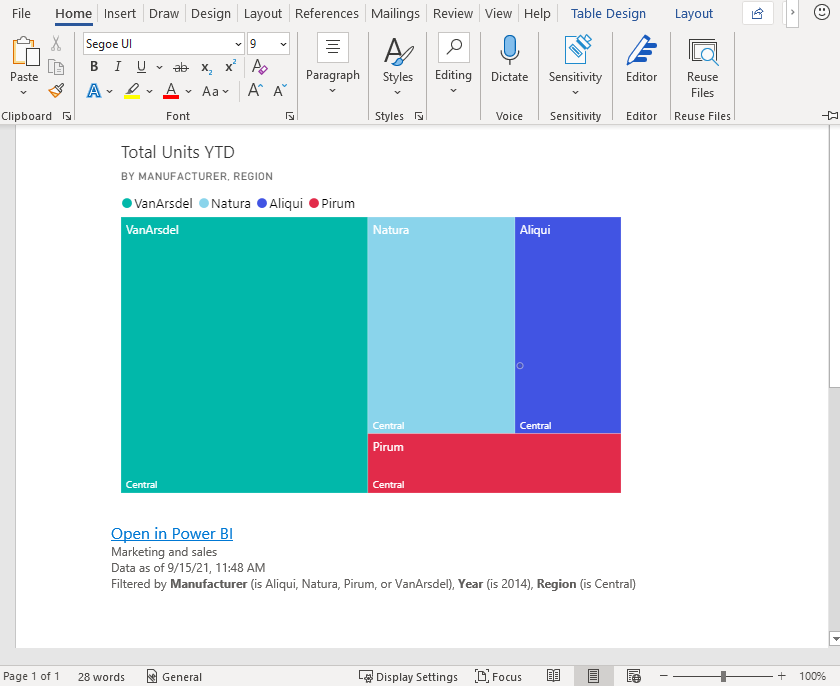 File Home Insert Draw Design Layout References Mailings Review View Help Table Design Layout
Segoe UI 9
Paste
B I U ab x₂ x²
A A Aa A A
Paragraph
Styles
Editing
Dictate
Sensitivity
Editor
Reuse
Files
Clipboard Font Styles Voice Sensitivity Editor Reuse Files
Total Units YTD
BY MANUFACTURER, REGION
VanArsdel Natura Aliqui Pirum
VanArsdel Natura Aliqui
Central Central
Pirum
Central Central
Open in Power BI
Marketing and sales
Data as of 9/15/21, 11:48 AM
Filtered by Manufacturer (is Aliqui, Natura, Pirum, or VanArsdel), Year (is 2014), Region (is Central)
Page 1 of 1 28 words General Display Settings Focus 100%